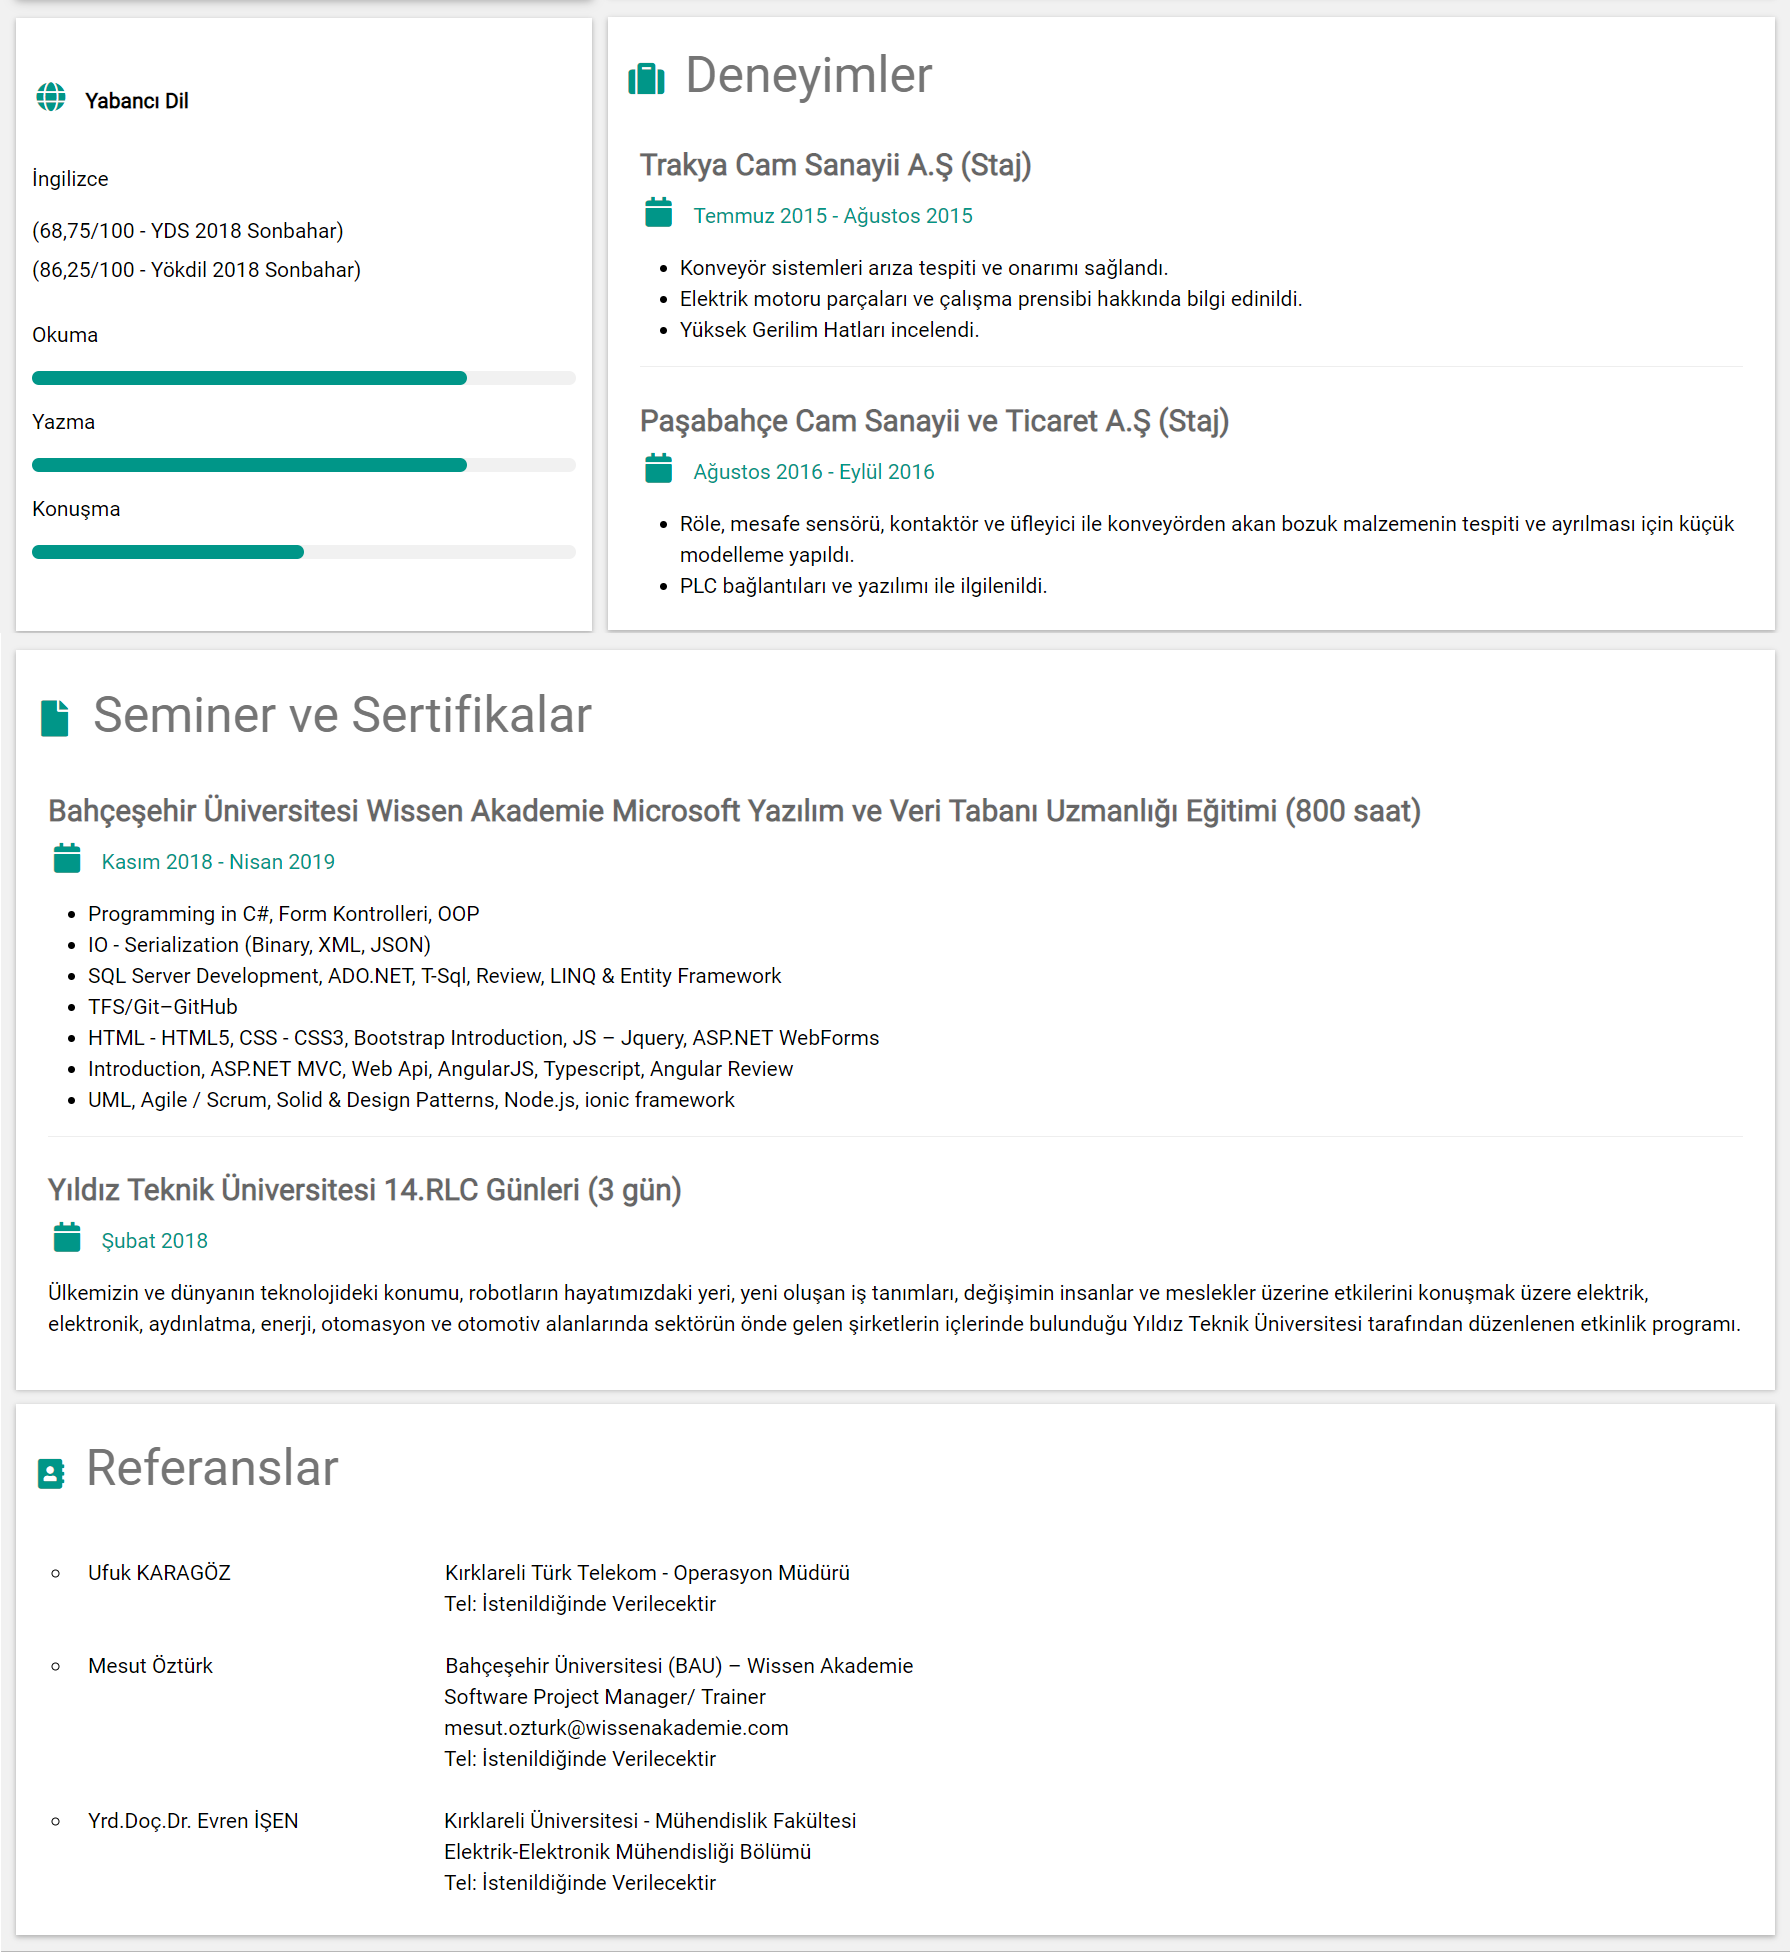 Yabancı Dil
İngilizce
(68,75/100 - YDS 2018 Sonbahar)
(86,25/100 - Yökdil 2018 Sonbahar)
Okuma
Yazma
Konuşma
Deneyimler
Trakya Cam Sanayii A.Ş (Staj)
Temmuz 2015 - Ağustos 2015
• Konveyör sistemleri arıza tespiti ve onarımı sağlandı.
• Elektrik motoru parçaları ve çalışma prensibi hakkında bilgi edinildi.
• Yüksek Gerilim Hatları incelendi.
Paşabahçe Cam Sanayii ve Ticaret A.Ş (Staj)
Ağustos 2016 - Eylül 2016
• Röle, mesafe sensörü, kontaktör ve üfleyici ile konveyörden akan bozuk malzemenin tespiti ve ayrılması için küçük
modelleme yapıldı.
• PLC bağlantıları ve yazılımı ile ilgilenildi.
Seminer ve Sertifikalar
Bahçeşehir Üniversitesi Wissen Akademie Microsoft Yazılım ve Veri Tabanı Uzmanlığı Eğitimi (800 saat)
Kasım 2018 - Nisan 2019
• Programming in C#, Form Kontrolleri, OOP
• IO - Serialization (Binary, XML, JSON)
• SQL Server Development, ADO.NET, T-Sql, Review, LINQ & Entity Framework
• TFS/Git–GitHub
• HTML - HTML5, CSS - CSS3, Bootstrap Introduction, JS – Jquery, ASP.NET WebForms
• Introduction, ASP.NET MVC, Web Api, AngularJS, Typescript, Angular Review
• UML, Agile / Scrum, Solid & Design Patterns, Node.js, ionic framework
Yıldız Teknik Üniversitesi 14.RLC Günleri (3 gün)
Şubat 2018
Ülkemizin ve dünyanın teknolojideki konumu, robotların hayatımızdaki yeri, yeni oluşan iş tanımları, değişimin insanlar ve meslekler üzerine etkilerini konuşmak üzere elektrik,
elektronik, aydınlatma, enerji, otomasyon ve otomotiv alanlarında sektörün önde gelen şirketlerin içlerinde bulunduğu Yıldız Teknik Üniversitesi tarafından düzenlenen etkinlik programı.
Referanslar
Ufuk KARAGÖZ Kırklareli Türk Telekom - Operasyon Müdürü
Tel: İstenildiğinde Verilecektir
Mesut Öztürk Bahçeşehir Üniversitesi (BAU) – Wissen Akademie
Software Project Manager/ Trainer
mesut.ozturk@wissenakademie.com
Tel: İstenildiğinde Verilecektir
Yrd.Doç.Dr. Evren İŞEN Kırklareli Üniversitesi - Mühendislik Fakültesi
Elektrik-Elektronik Mühendisliği Bölümü
Tel: İstenildiğinde Verilecektir